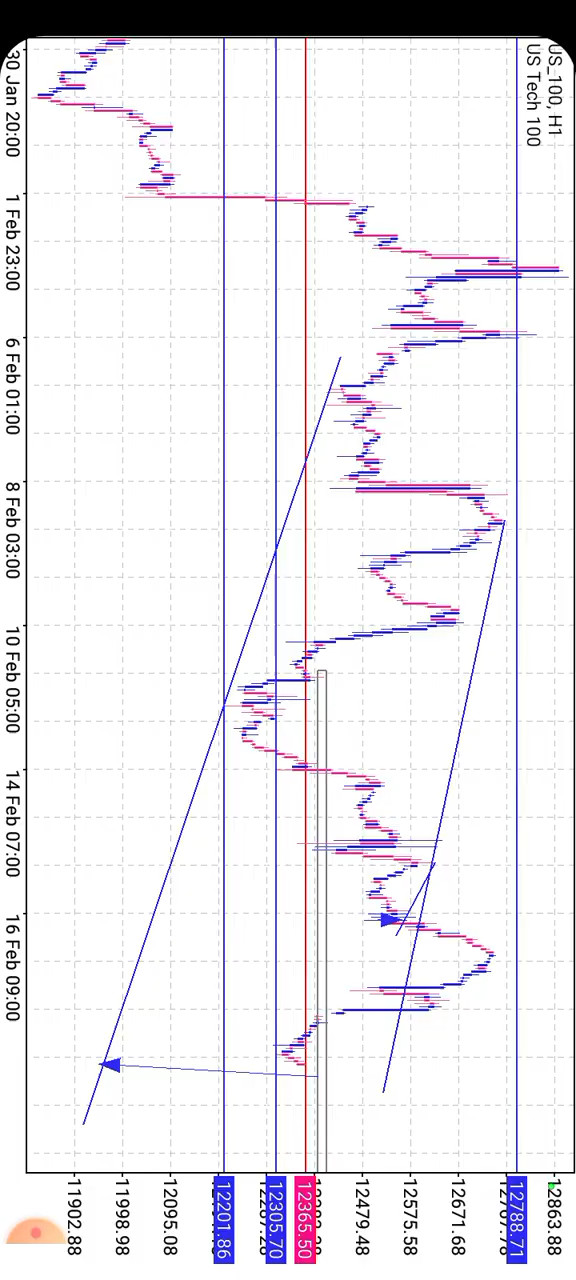 US_100, H1
US Tech 100
12863.88
12788.71
12671.68
12575.58
12479.48
12365.50
12305.70
12201.86
12095.08
11998.98
11902.88
30 Jan 20:00
1 Feb 23:00
6 Feb 01:00
8 Feb 03:00
10 Feb 05:00
14 Feb 07:00
16 Feb 09:00